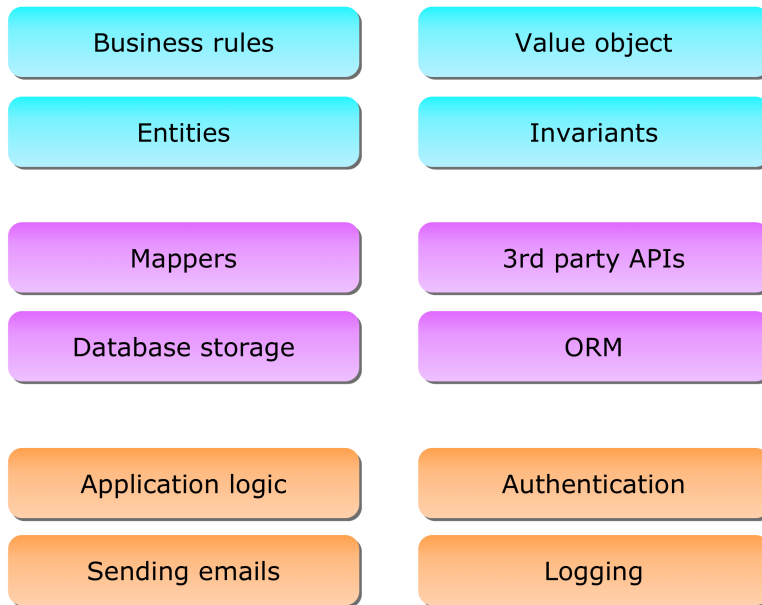 Business rules
Value object
Entities
Invariants
Mappers
3rd party APIs
Database storage
ORM
Application logic
Authentication
Sending emails
Logging